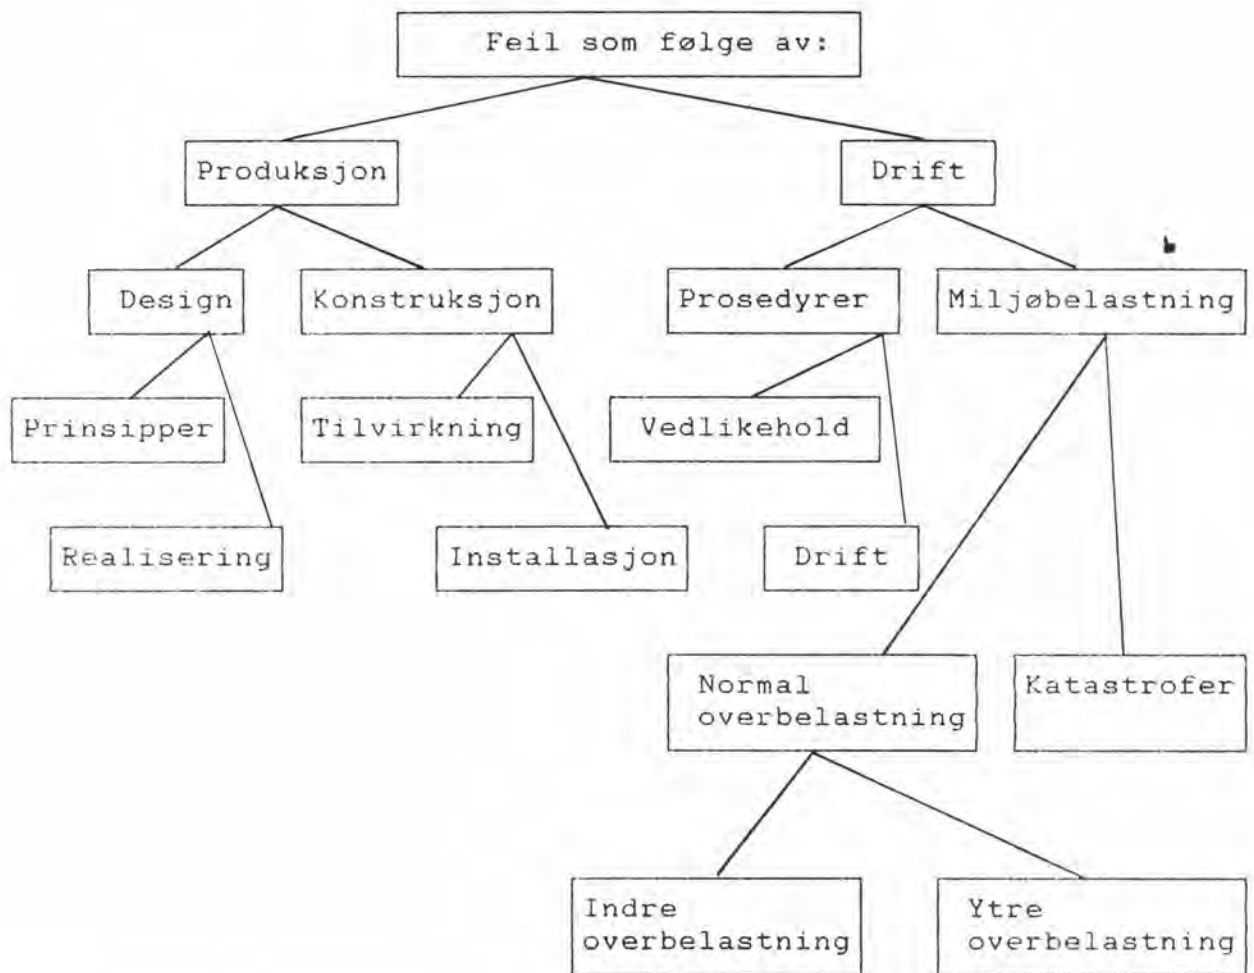 Feil som følge av:
Produksjon
Drift
Design
Konstruksjon
Prosedyrer
Miljøbelastning
Prinsipper
Tilvirkning
Vedlikehold
Realisering
Installasjon
Drift
Normal
overbelastning
Katastrofer
Indre
overbelastning
Ytre
overbelastning